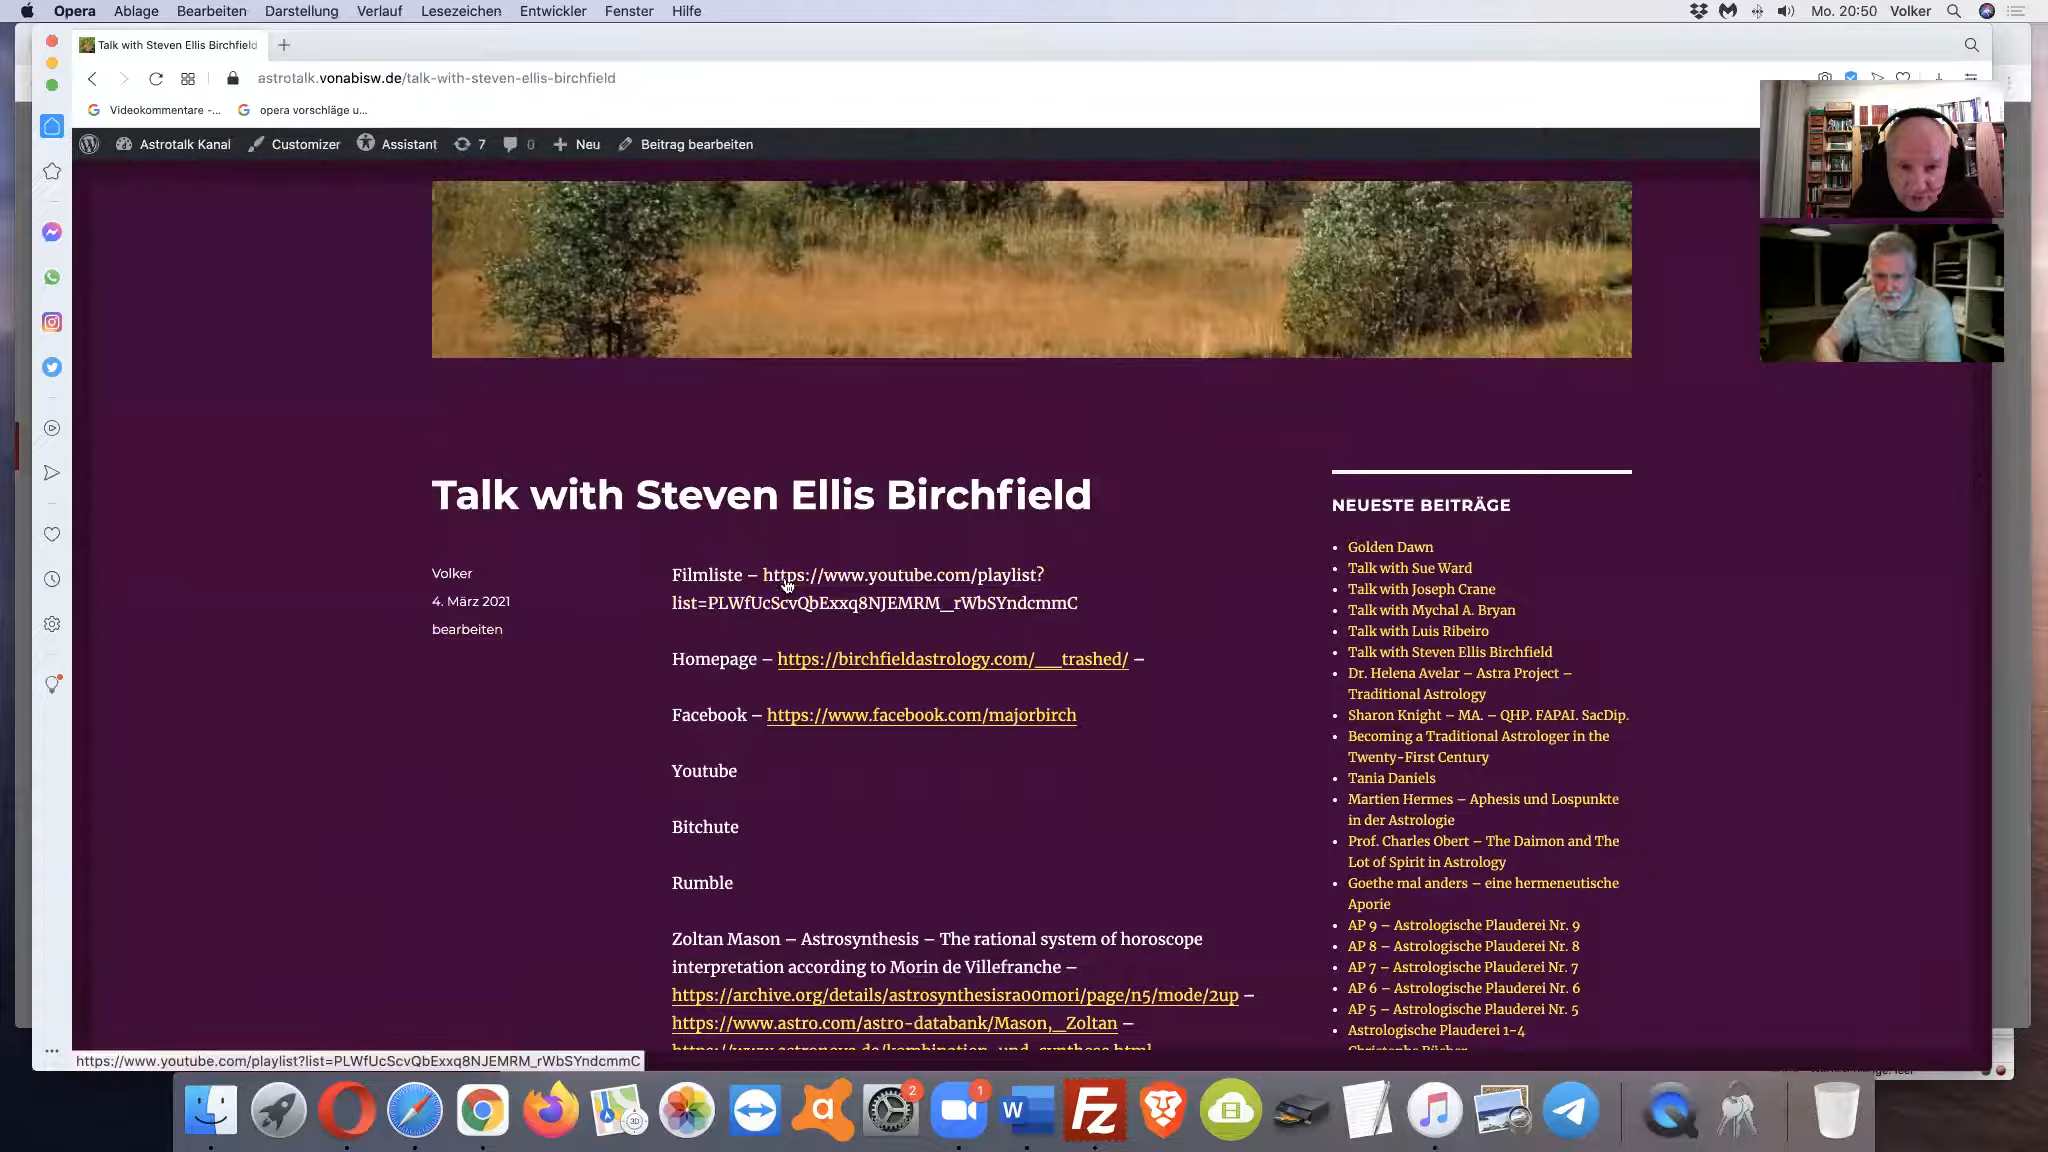 Opera Ablage Bearbeiten Darstellung Verlauf Lesezeichen Entwickler Fenster Hilfe Mo. 20:50 Volker
Talk with Steven Ellis Birchfield
astrotalk.vonabisw.de/talk-with-steven-ellis-birchfield
Videokommentare -... opera vorschläge u...
Astrotalk Kanal Customizer Assistant 7 0 Neu Beitrag bearbeiten
Talk with Steven Ellis Birchfield
Volker
4. März 2021
bearbeiten
Filmliste – https://www.youtube.com/playlist?
list=PLWfUcScvQbExxq8NJEMRM_rWbSYndcmmC
Homepage – https://birchfieldastrology.com/__trashed/ –
Facebook – https://www.facebook.com/majorbirch
Youtube
Bitchute
Rumble
Zoltan Mason – Astrosynthesis – The rational system of horoscope
interpretation according to Morin de Villefranche –
https://archive.org/details/astrosynthesisra00mori/page/n5/mode/2up –
https://www.astro.com/astro-databank/Mason,_Zoltan –
NEUESTE BEITRÄGE
Golden Dawn
Talk with Sue Ward
Talk with Joseph Crane
Talk with Mychal A. Bryan
Talk with Luis Ribeiro
Talk with Steven Ellis Birchfield
Dr. Helena Avelar – Astra Project –
Traditional Astrology
Sharon Knight – MA. – QHP. FAPAI. SacDip.
Becoming a Traditional Astrologer in the
Twenty-First Century
Tania Daniels
Martien Hermes – Aphesis und Lospunkte
in der Astrologie
Prof. Charles Obert – The Daimon and The
Lot of Spirit in Astrology
Goethe mal anders – eine hermeneutische
Aporie
AP 9 – Astrologische Plauderei Nr. 9
AP 8 – Astrologische Plauderei Nr. 8
AP 7 – Astrologische Plauderei Nr. 7
AP 6 – Astrologische Plauderei Nr. 6
AP 5 – Astrologische Plauderei Nr. 5
Astrologische Plauderei 1-4
https://www.youtube.com/playlist?list=PLWfUcScvQbExxq8NJEMRM_rWbSYndcmmC
2 1